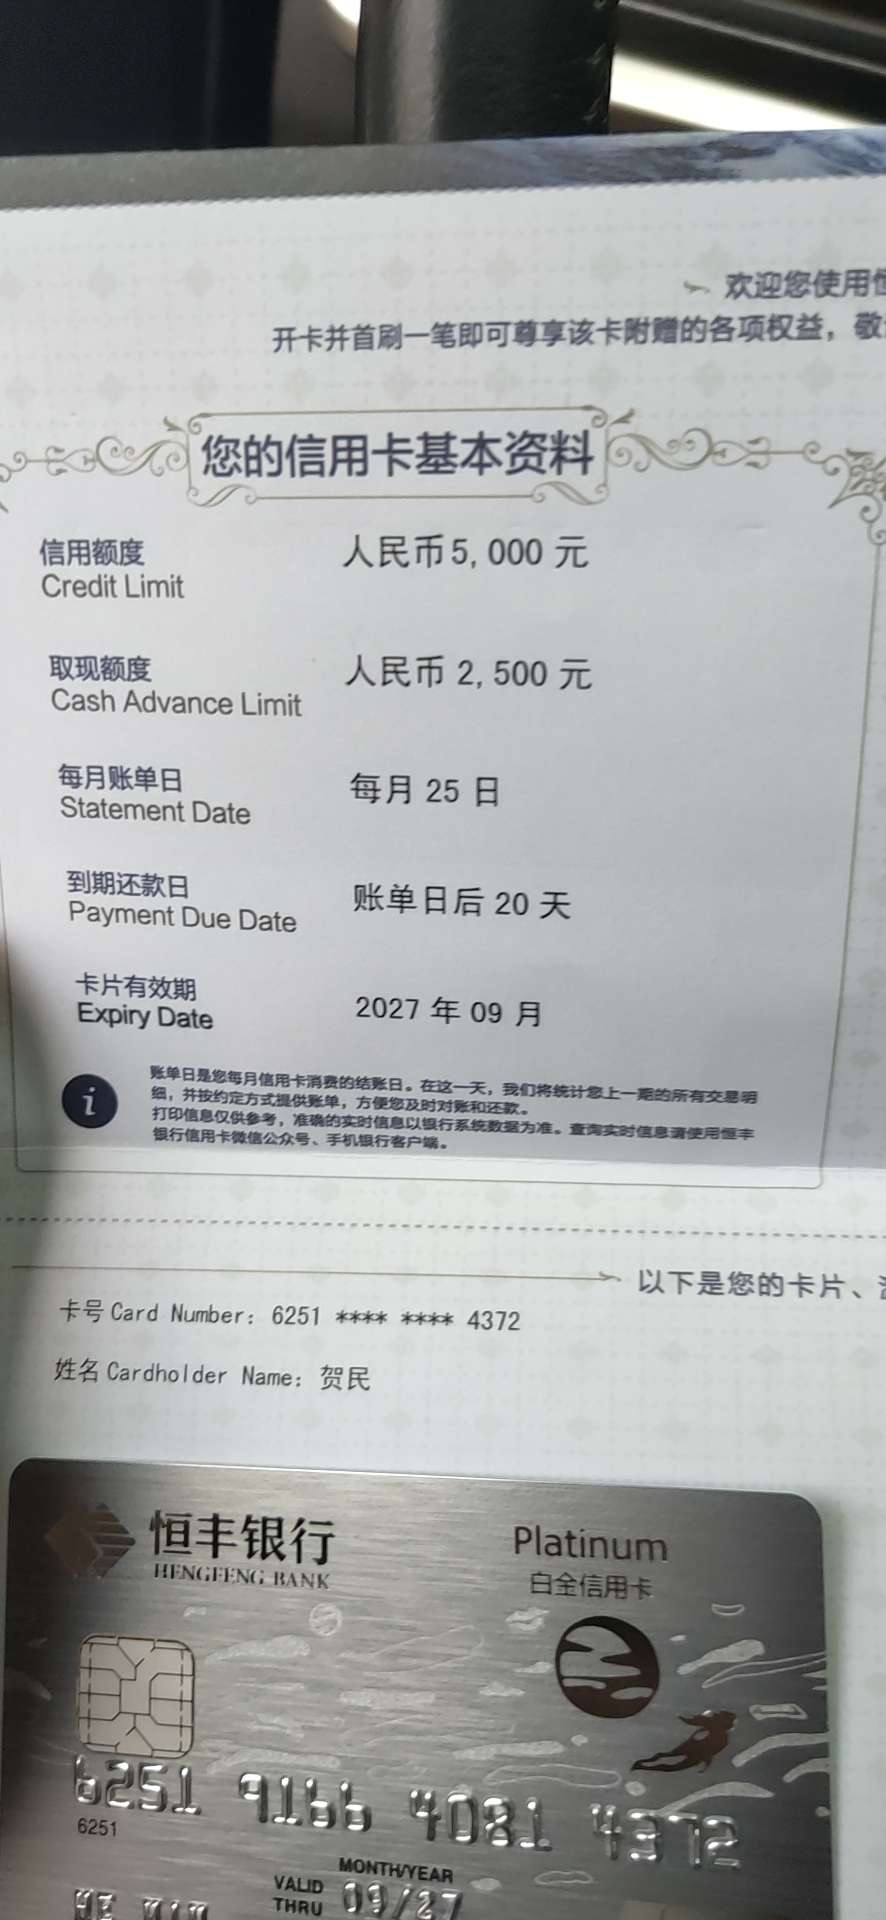 欢迎您使用恒
开卡并首刷一笔即可尊享该卡附赠的各项权益，敬
您的信用卡基本资料
信用额度 人民币5,000 元
Credit Limit
取现额度 人民币 2,500 元
Cash Advance Limit
每月账单日 每月 25 日
Statement Date
到期还款日 账单日后 20 天
Payment Due Date
卡片有效期 2027 年 09 月
Expiry Date
账单日是您每月信用卡消费的结账日。在这一天，我们将统计您上一期的所有交易明
细，并按约定方式提供账单，方便您及时对账和还款。
打印信息仅供参考，准确的实时信息以银行系统数据为准。查询实时信息请使用恒丰
银行信用卡微信公众号、手机银行客户端。
以下是您的卡片、
卡号 Card Number: 6251 **** **** 4372
姓名 Cardholder Name: 贺民
恒丰银行 Platinum
HENGFENG BANK 白金信用卡
6251 9166 4081 4372
6251
MONTH/YEAR
VALID THRU 09/27
HE MIN